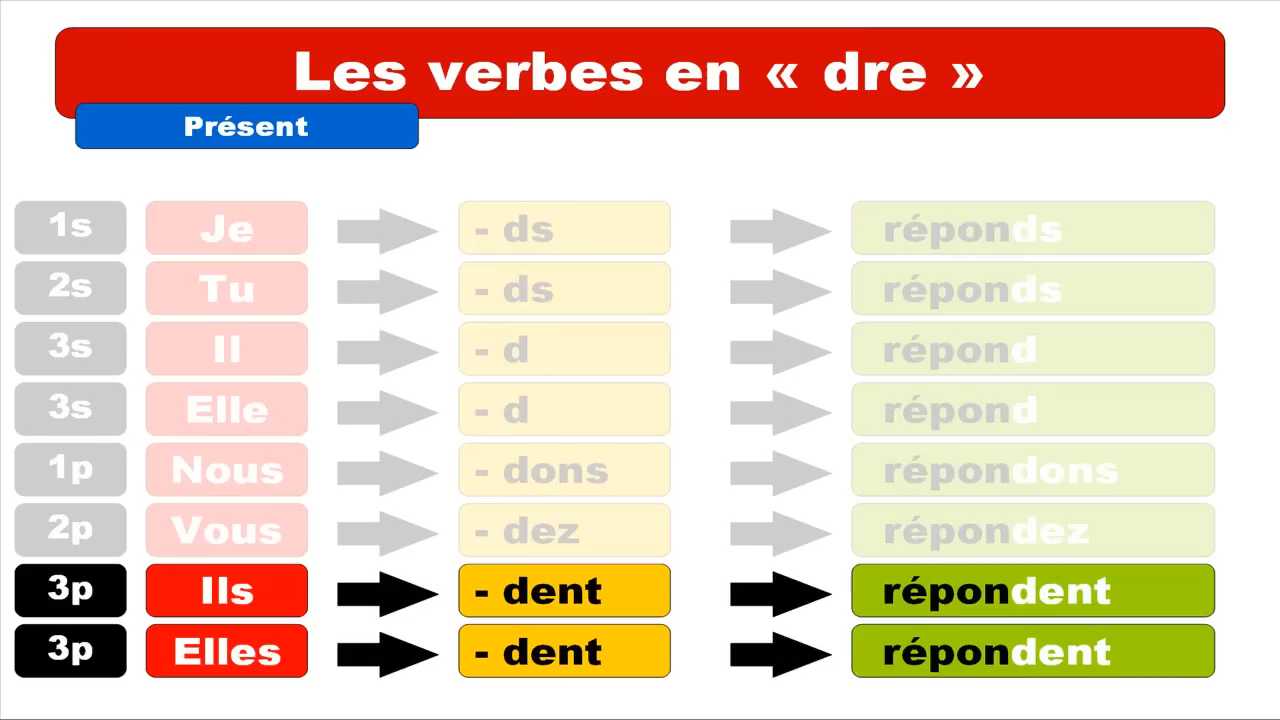 Les verbes en « dre »
Présent
1s Je - ds réponds
2s Tu - ds réponds
3s Il - d répond
3s Elle - d répond
1p Nous - dons répondons
2p Vous - dez répondez
3p Ils - dent répondent
3p Elles - dent répondent